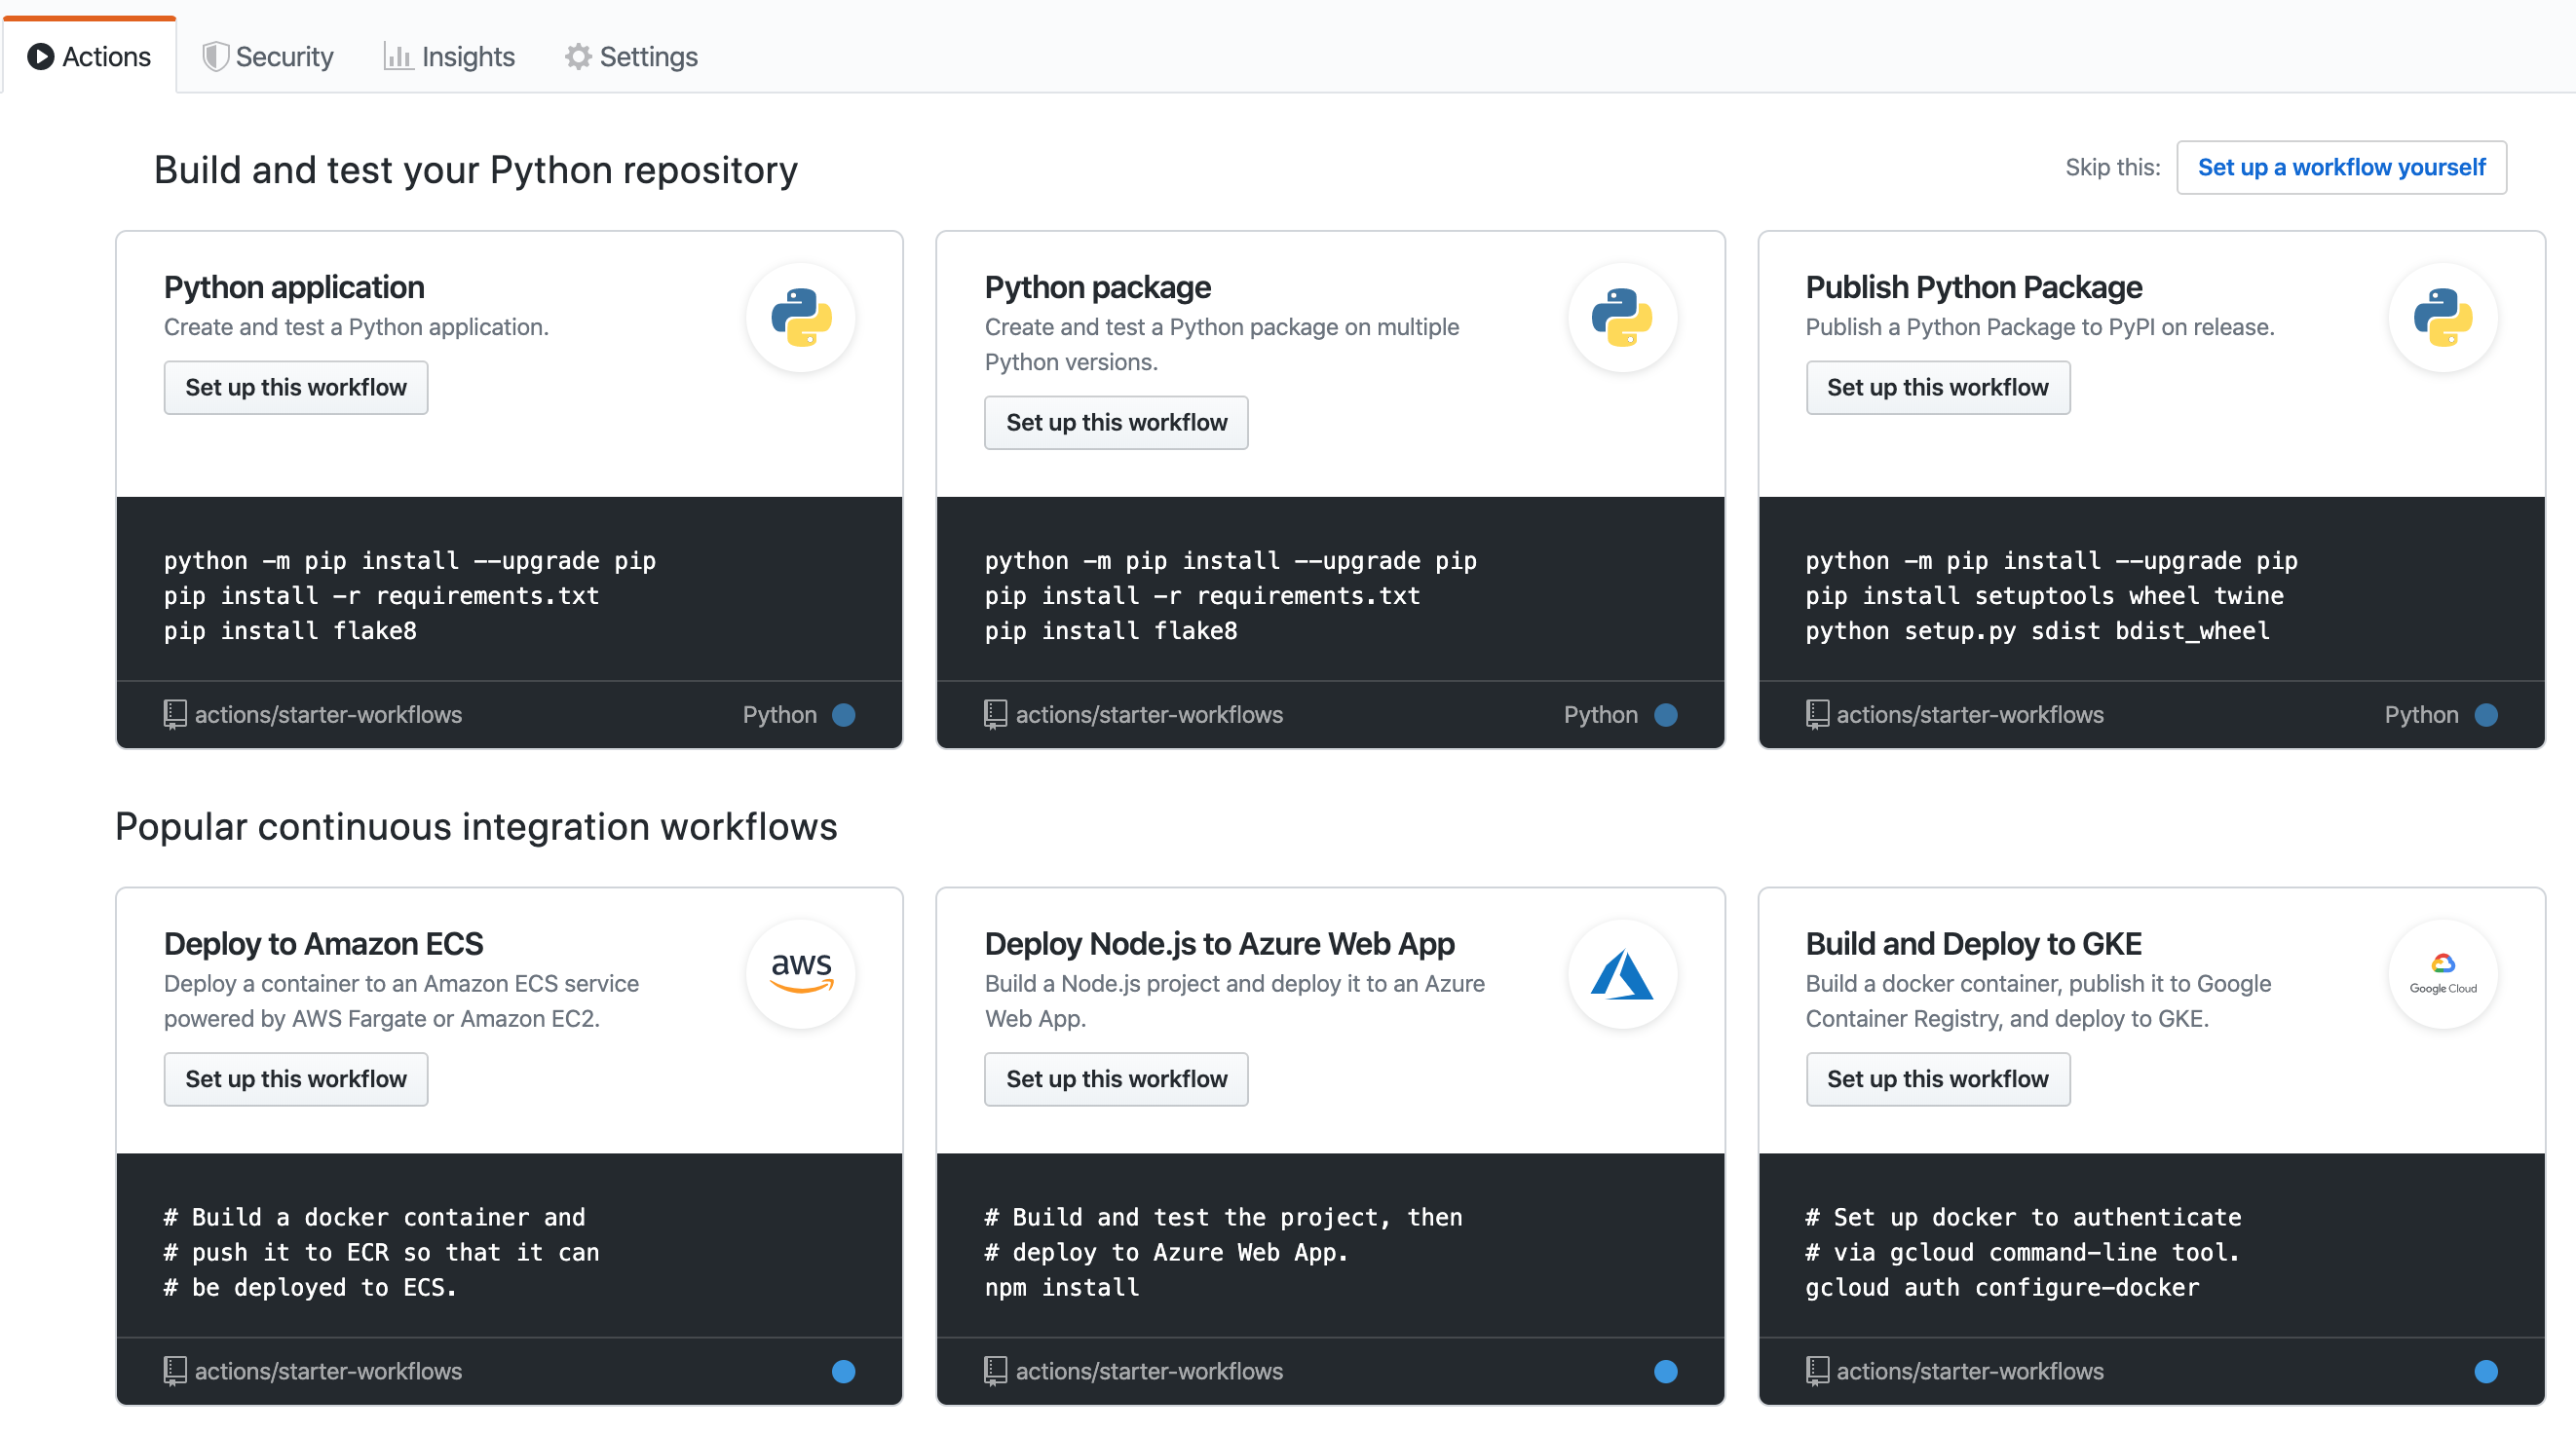 Actions
Security
Insights
Settings
Build and test your Python repository
Skip this:
Set up a workflow yourself
Python application
Create and test a Python application.
Set up this workflow
python -m pip install --upgrade pip
pip install -r requirements.txt
pip install flake8
actions/starter-workflows
Python
Python package
Create and test a Python package on multiple
Python versions.
Set up this workflow
python -m pip install --upgrade pip
pip install -r requirements.txt
pip install flake8
actions/starter-workflows
Python
Publish Python Package
Publish a Python Package to PyPI on release.
Set up this workflow
python -m pip install --upgrade pip
pip install setuptools wheel twine
python setup.py sdist bdist_wheel
actions/starter-workflows
Python
Popular continuous integration workflows
Deploy to Amazon ECS
Deploy a container to an Amazon ECS service
powered by AWS Fargate or Amazon EC2.
aws
Set up this workflow
# Build a docker container and
# push it to ECR so that it can
# be deployed to ECS.
actions/starter-workflows
Deploy Node.js to Azure Web App
Build a Node.js project and deploy it to an Azure
Web App.
Set up this workflow
# Build and test the project, then
# deploy to Azure Web App.
npm install
actions/starter-workflows
Build and Deploy to GKE
Build a docker container, publish it to Google
Container Registry, and deploy to GKE.
Google Cloud
Set up this workflow
# Set up docker to authenticate
# via gcloud command-line tool.
gcloud auth configure-docker
actions/starter-workflows